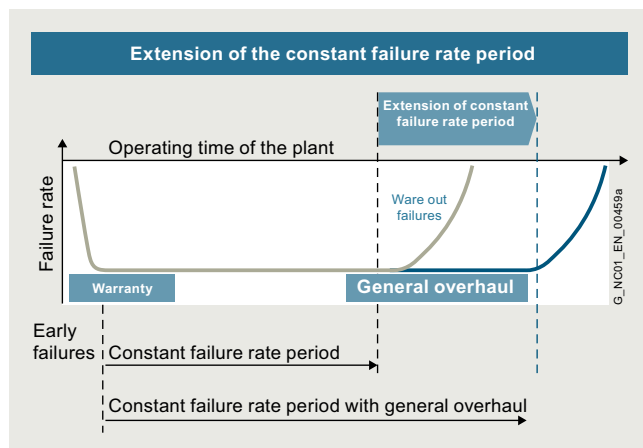 Extension of the constant failure rate period
Extension of constant
failure rate period
Operating time of the plant
Failure rate
Ware out
failures
G_NC01_EN_00459a
Warranty
General overhaul
Early
failures
Constant failure rate period
Constant failure rate period with general overhaul